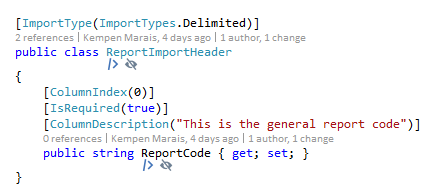 [ImportType(ImportTypes.Delimited)]
2 references | Kempen Marais, 4 days ago | 1 author, 1 change
public class ReportImportHeader
{
[ColumnIndex(0)]
[IsRequired(true)]
[ColumnDescription("This is the general report code")]
0 references | Kempen Marais, 4 days ago | 1 author, 1 change
public string ReportCode { get; set; }
}